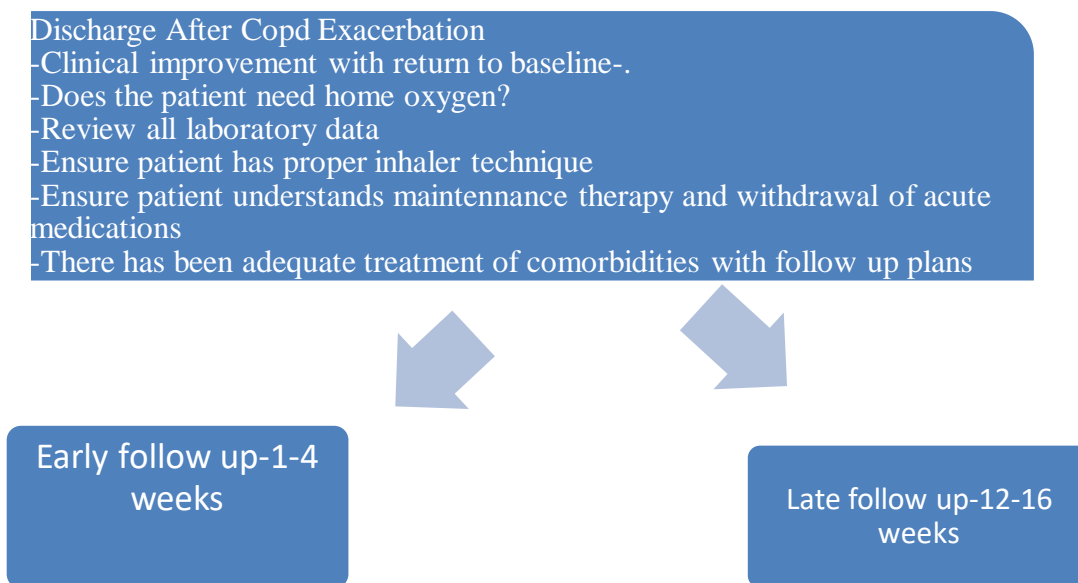 Discharge After Copd Exacerbation
-Clinical improvement with return to baseline-.
-Does the patient need home oxygen?
-Review all laboratory data
-Ensure patient has proper inhaler technique
-Ensure patient understands maintennance therapy and withdrawal of acute
medications
-There has been adequate treatment of comorbidities with follow up plans
Early follow up-1-4
weeks
Late follow up-12-16
weeks